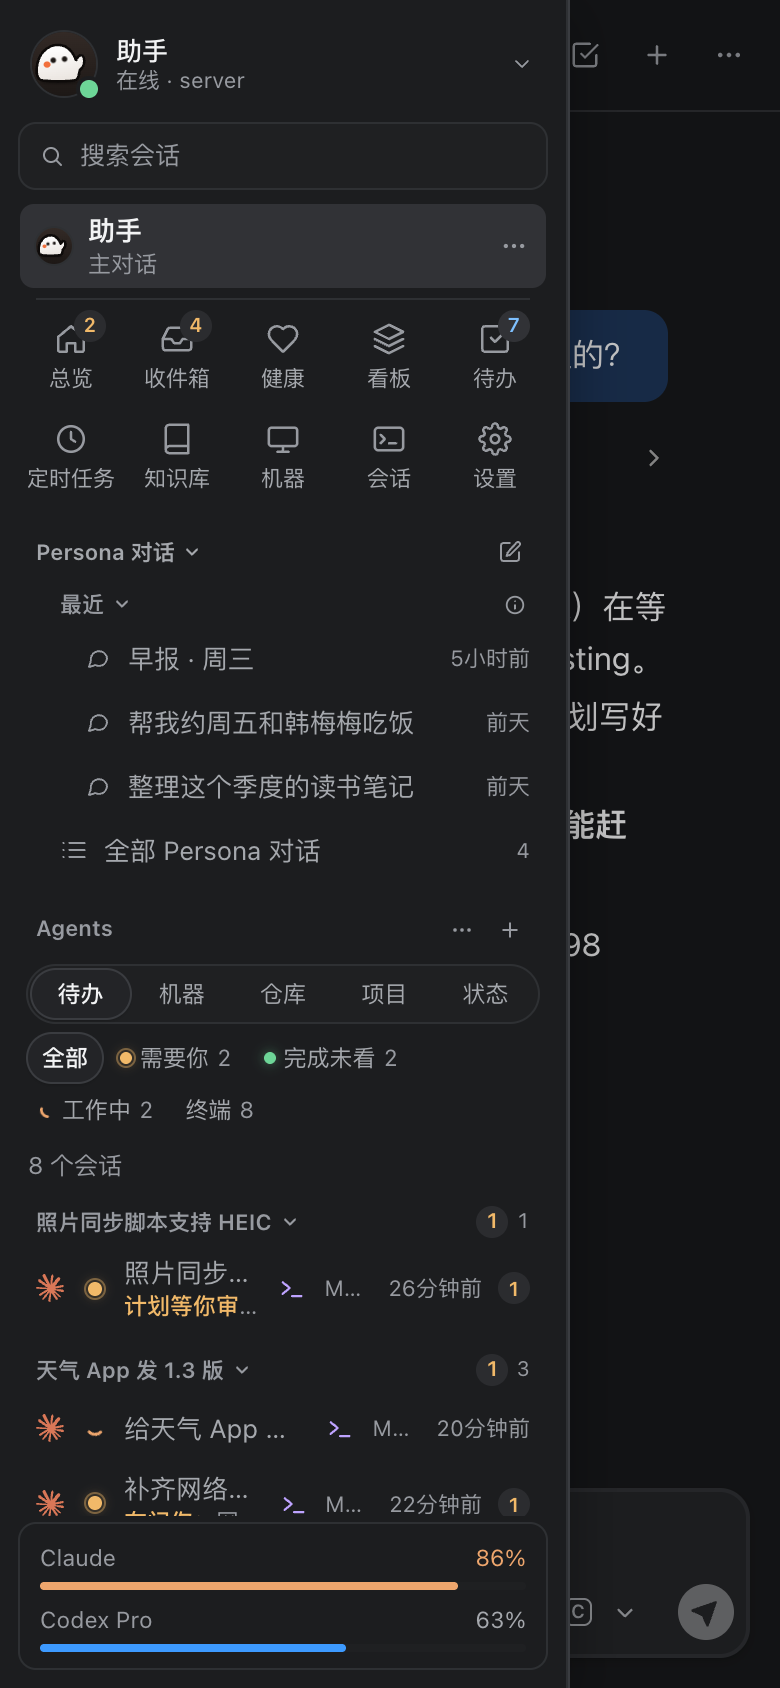 助手
在线 · server
搜索会话
助手
主对话
2
4
7
总览
收件箱
健康
看板
待办
定时任务
知识库
机器
会话
设置
Persona 对话
最近
早报 · 周三
5小时前
帮我约周五和韩梅梅吃饭
前天
整理这个季度的读书笔记
前天
全部 Persona 对话
4
Agents
待办
机器
仓库
项目
状态
全部
需要你 2
完成未看 2
工作中 2
终端 8
8 个会话
照片同步脚本支持 HEIC
1
1
照片同步...
M...
26分钟前
1
计划等你审...
天气 App 发 1.3 版
1
3
给天气 App ...
M...
20分钟前
补齐网络...
M...
22分钟前
1
Claude
86%
Codex Pro
63%
的?
）在等
sting。
划写好
能赶
98
C